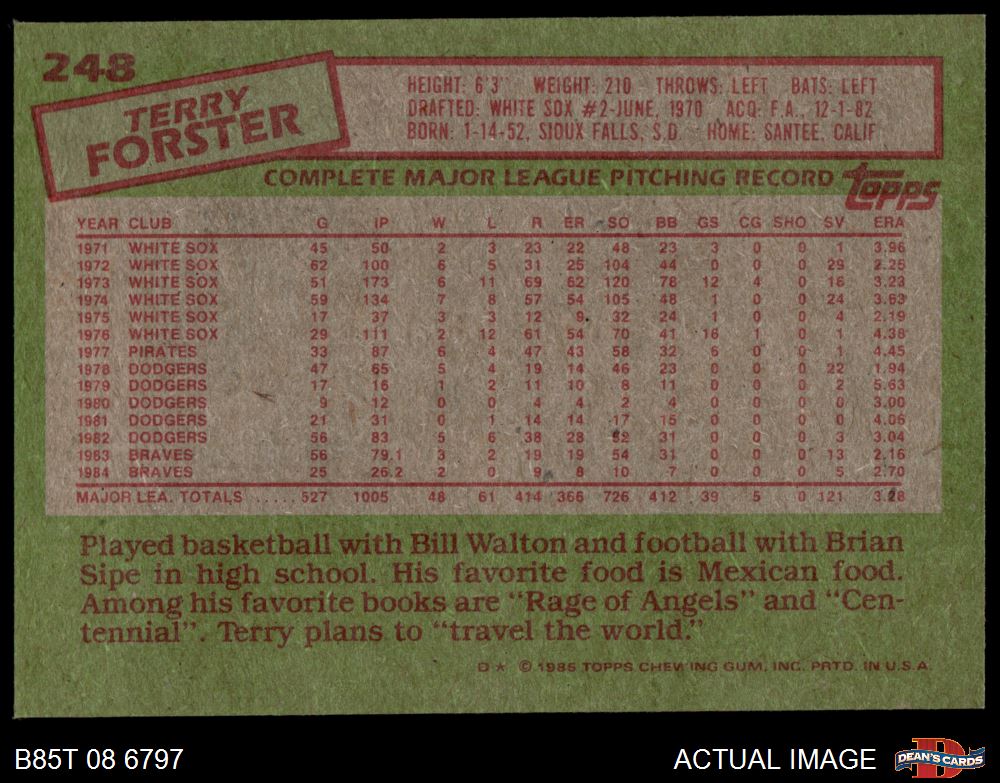 248
TERRY
FORSTER
HEIGHT: 6'3" WEIGHT: 210 THROWS: LEFT BATS: LEFT
DRAFTED: WHITE SOX #2-JUNE, 1970 ACQ: F.A., 12-1-82
BORN: 1-14-52, SIOUX FALLS, S.D. HOME: SANTEE, CALIF
COMPLETE MAJOR LEAGUE PITCHING RECORD topps
YEAR CLUB G IP W L R ER SO BB GS CG SHO SV ERA
1971 WHITE SOX 45 50 2 3 23 22 48 23 3 0 0 1 3.96
1972 WHITE SOX 62 100 6 5 31 25 104 44 0 0 0 29 2.25
1973 WHITE SOX 51 173 6 11 69 62 120 78 12 4 0 16 3.23
1974 WHITE SOX 59 134 7 8 57 54 105 48 1 0 0 24 3.63
1975 WHITE SOX 17 37 3 3 12 9 32 24 1 0 0 4 2.19
1976 WHITE SOX 29 111 2 12 61 54 70 41 16 1 0 1 4.38
1977 PIRATES 33 87 6 4 47 43 58 32 6 0 0 1 4.45
1978 DODGERS 47 65 5 4 19 14 46 23 0 0 0 22 1.94
1979 DODGERS 17 16 1 2 11 10 8 11 0 0 0 2 5.63
1980 DODGERS 9 12 0 0 4 4 2 4 0 0 0 0 3.00
1981 DODGERS 21 31 0 1 14 14 17 15 0 0 0 0 4.06
1982 DODGERS 56 83 5 6 38 28 52 31 0 0 0 3 3.04
1983 BRAVES 56 79.1 3 2 19 19 54 31 0 0 0 13 2.16
1984 BRAVES 25 26.2 2 0 9 8 10 7 0 0 0 5 2.70
MAJOR LEA. TOTALS ..... 527 1005 48 61 414 366 726 412 39 5 0 121 3.28
Played basketball with Bill Walton and football with Brian
Sipe in high school. His favorite food is Mexican food.
Among his favorite books are "Rage of Angels" and "Cen-
tennial". Terry plans to "travel the world."
D ★ © 1985 TOPPS CHEWING GUM, INC. PRTD. IN U.S.A.
B85T 08 6797 ACTUAL IMAGE DEAN'S CARDS